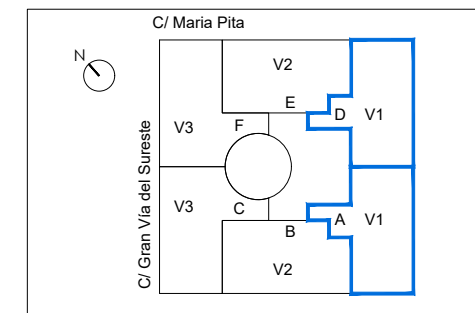 C/ Maria Pita
N
V2
E
D
V1
V3
F
C/ Gran Vía del Sureste
V3
C
A
V1
B
V2